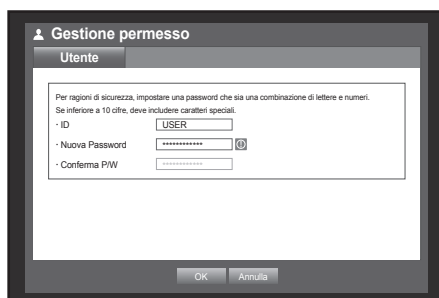 Gestione permesso
Utente
Per ragioni di sicurezza, impostare una password che sia una combinazione di lettere e numeri.
Se inferiore a 10 cifre, deve includere caratteri speciali.
· ID USER
· Nuova Password ************
· Conferma P/W ************
OK Annulla